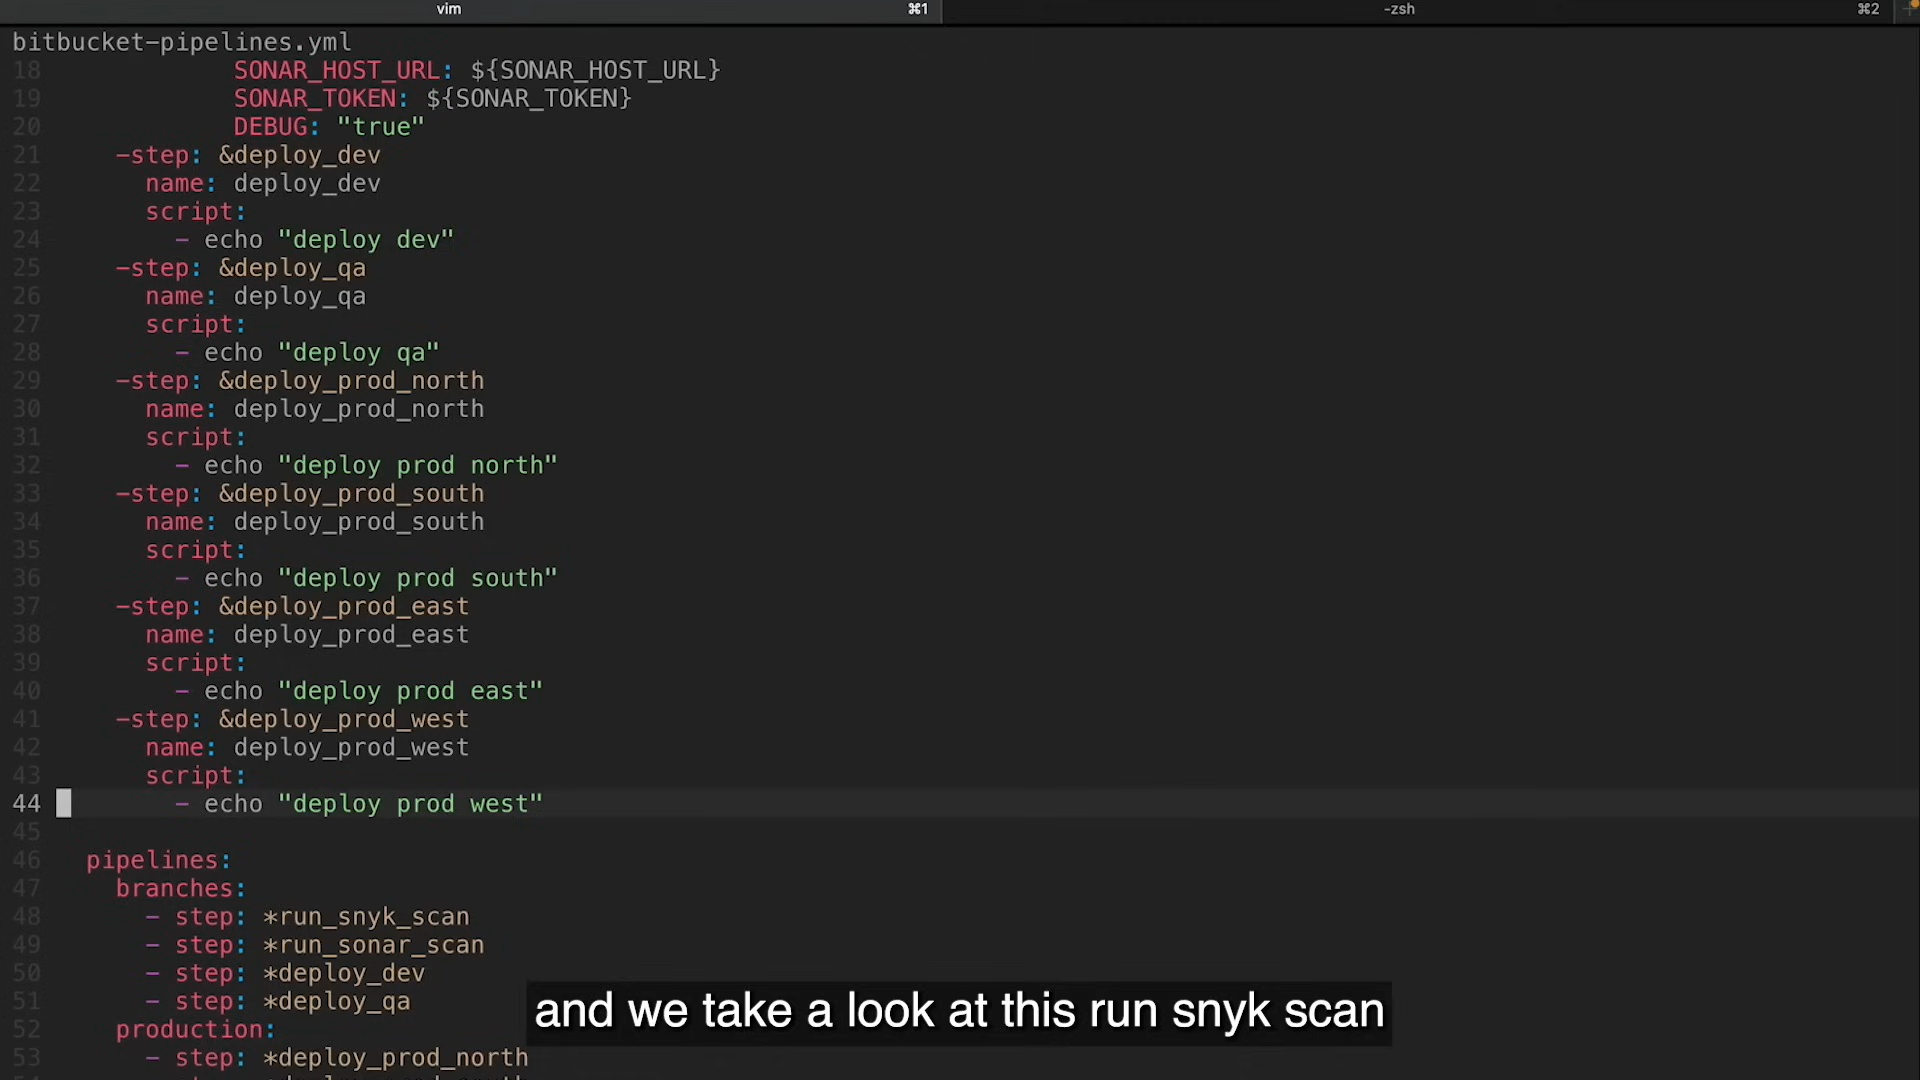 vim ⌘1 -zsh ⌘2
bitbucket-pipelines.yml
18 SONAR_HOST_URL: ${SONAR_HOST_URL}
19 SONAR_TOKEN: ${SONAR_TOKEN}
20 DEBUG: "true"
21 -step: &deploy_dev
22 name: deploy_dev
23 script:
24 - echo "deploy dev"
25 -step: &deploy_qa
26 name: deploy_qa
27 script:
28 - echo "deploy qa"
29 -step: &deploy_prod_north
30 name: deploy_prod_north
31 script:
32 - echo "deploy prod north"
33 -step: &deploy_prod_south
34 name: deploy_prod_south
35 script:
36 - echo "deploy prod south"
37 -step: &deploy_prod_east
38 name: deploy_prod_east
39 script:
40 - echo "deploy prod east"
41 -step: &deploy_prod_west
42 name: deploy_prod_west
43 script:
44 - echo "deploy prod west"
45
46 pipelines:
47 branches:
48 - step: *run_snyk_scan
49 - step: *run_sonar_scan
50 - step: *deploy_dev
51 - step: *deploy_qa
52 production:
53 - step: *deploy_prod_north
and we take a look at this run snyk scan